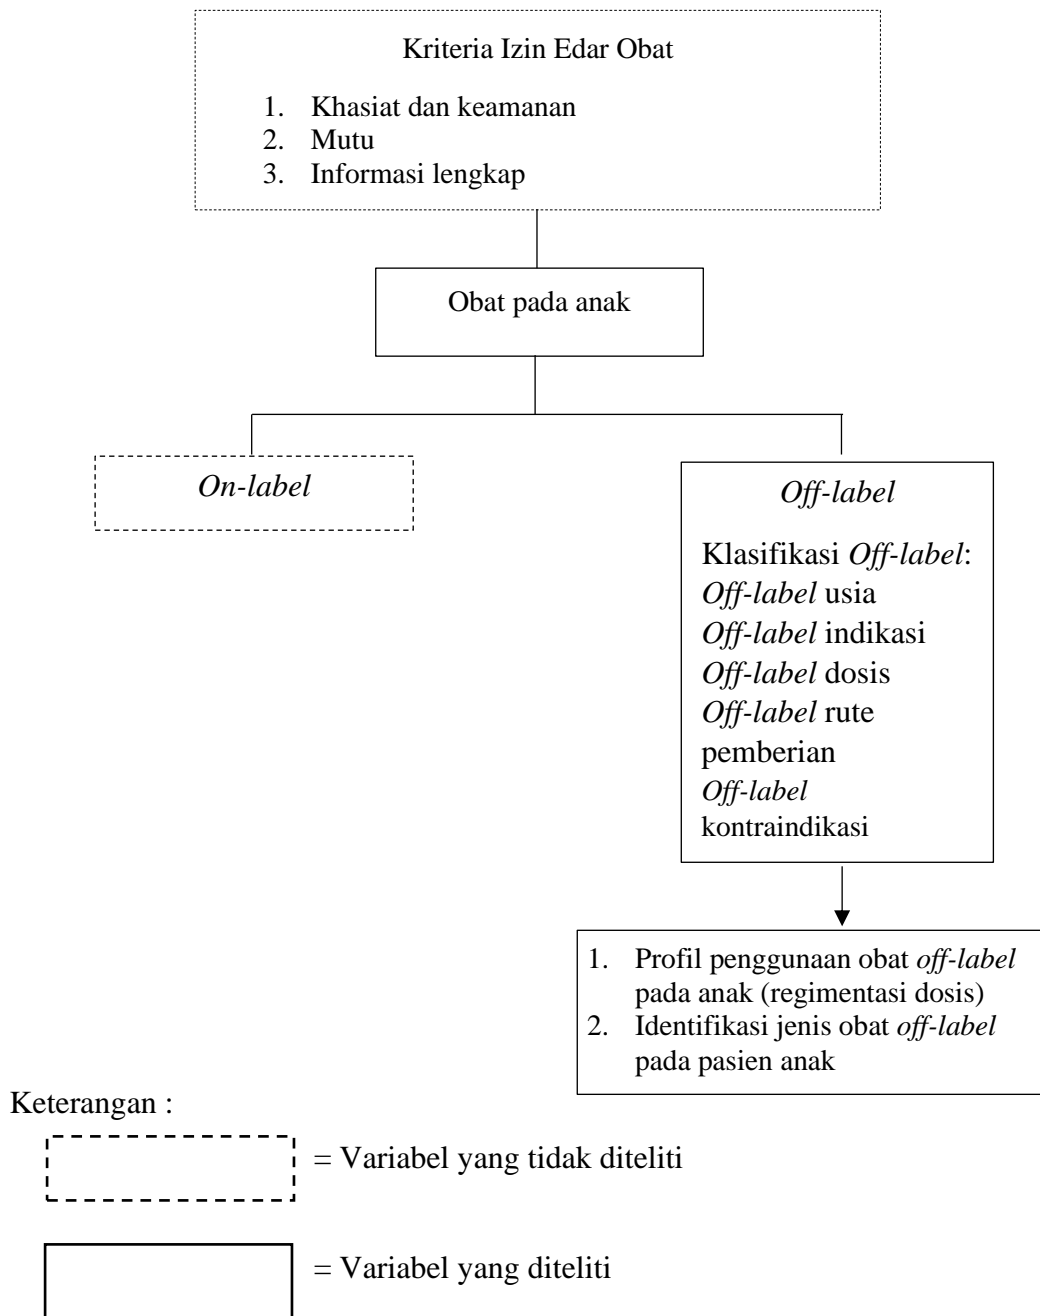 Kriteria Izin Edar Obat
1. Khasiat dan keamanan
2. Mutu
3. Informasi lengkap
Obat pada anak
On-label
Off-label
Klasifikasi Off-label:
Off-label usia
Off-label indikasi
Off-label dosis
Off-label rute
pemberian
Off-label
kontraindikasi
1. Profil penggunaan obat off-label
pada anak (regimentasi dosis)
2. Identifikasi jenis obat off-label
pada pasien anak
Keterangan :
= Variabel yang tidak diteliti
= Variabel yang diteliti